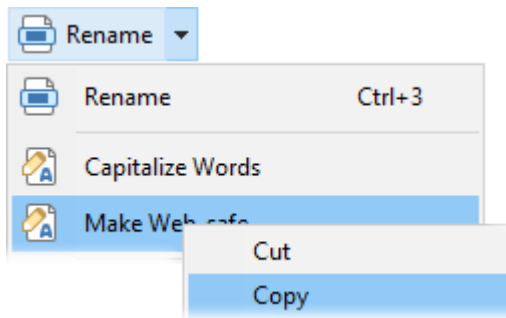 Rename
Rename Ctrl+3
Capitalize Words
Make Web-safe
Cut
Copy